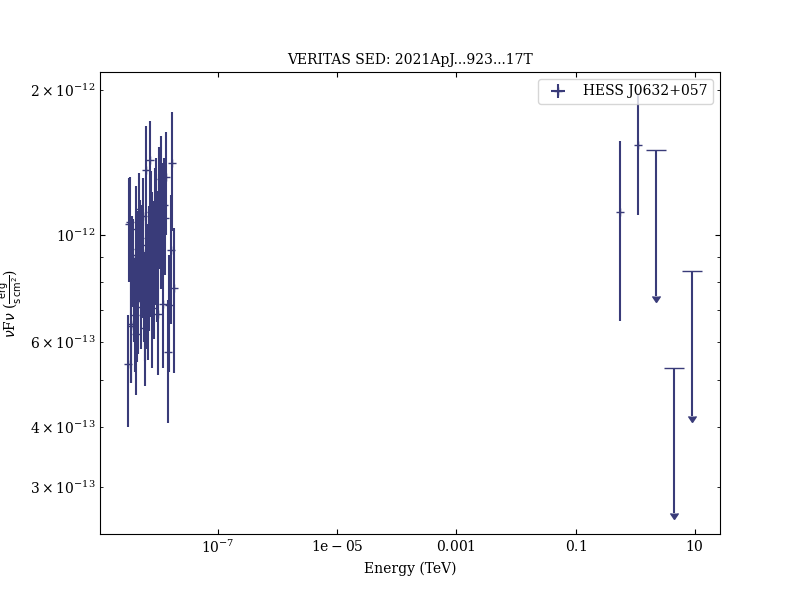 VERITAS SED: 2021ApJ...923...17T
HESS J0632+057
2×10⁻¹²
10⁻¹²
6×10⁻¹³
4×10⁻¹³
3×10⁻¹³
νFν (erg / s cm²)
10⁻⁷
1e−05
0.001
0.1
10
Energy (TeV)